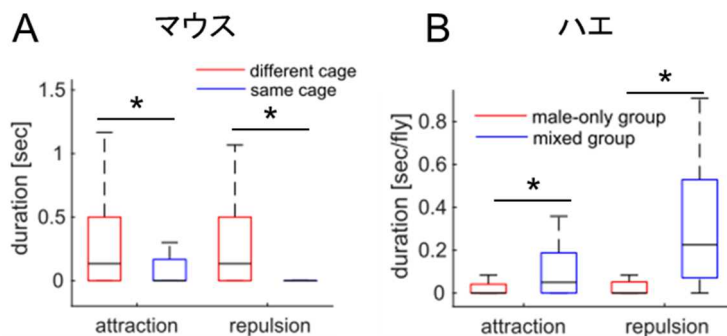 A マウス
different cage
same cage
duration [sec]
1.5
1
0.5
0
*
*
attraction
repulsion
B ハエ
male-only group
mixed group
duration [sec/fly]
0.8
0.6
0.4
0.2
0
*
*
attraction
repulsion